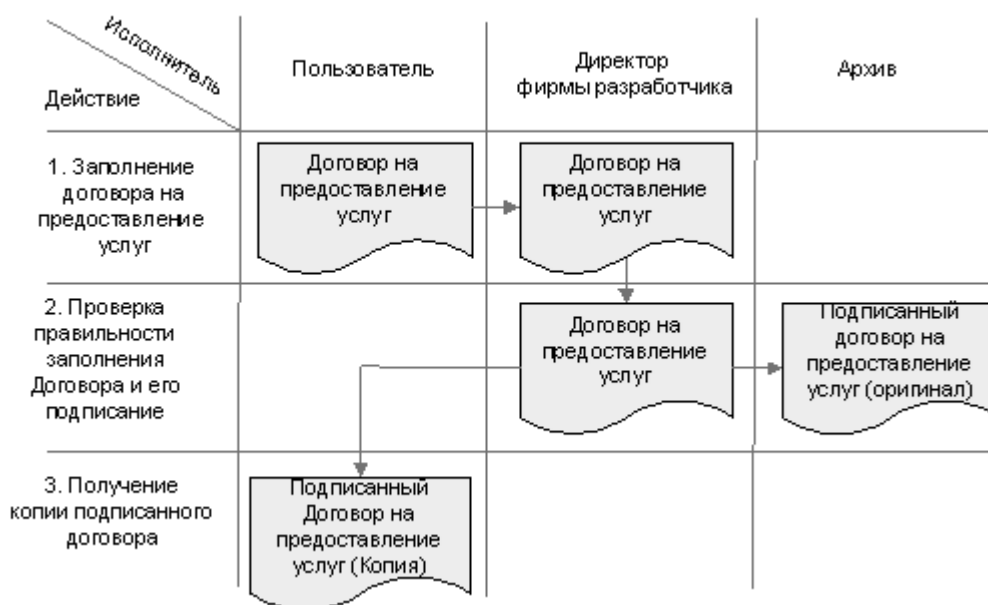 Исполнитель
Действие
Пользователь
Директор
фирмы разработчика
Архив
1. Заполнение
договора на
предоставление
услуг
Договор на
предоставление
услуг
Договор на
предоставление
услуг
2. Проверка
правильности
заполнения
Договора и его
подписание
Договор на
предоставление
услуг
Подписанный
договор на
предоставление
услуг (оригинал)
3. Получение
копии подписанного
договора
Подписанный
Договор на
предоставление
услуг (Копия)